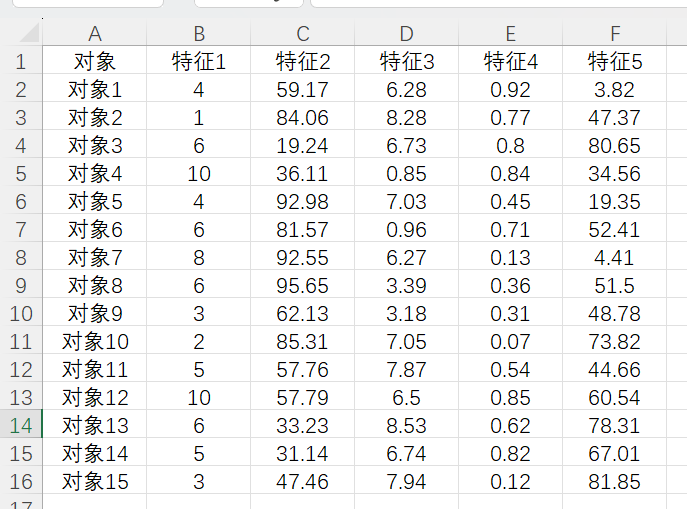 A B C D E F
1 对象 特征1 特征2 特征3 特征4 特征5
2 对象1 4 59.17 6.28 0.92 3.82
3 对象2 1 84.06 8.28 0.77 47.37
4 对象3 6 19.24 6.73 0.8 80.65
5 对象4 10 36.11 0.85 0.84 34.56
6 对象5 4 92.98 7.03 0.45 19.35
7 对象6 6 81.57 0.96 0.71 52.41
8 对象7 8 92.55 6.27 0.13 4.41
9 对象8 6 95.65 3.39 0.36 51.5
10 对象9 3 62.13 3.18 0.31 48.78
11 对象10 2 85.31 7.05 0.07 73.82
12 对象11 5 57.76 7.87 0.54 44.66
13 对象12 10 57.79 6.5 0.85 60.54
14 对象13 6 33.23 8.53 0.62 78.31
15 对象14 5 31.14 6.74 0.82 67.01
16 对象15 3 47.46 7.94 0.12 81.85
17